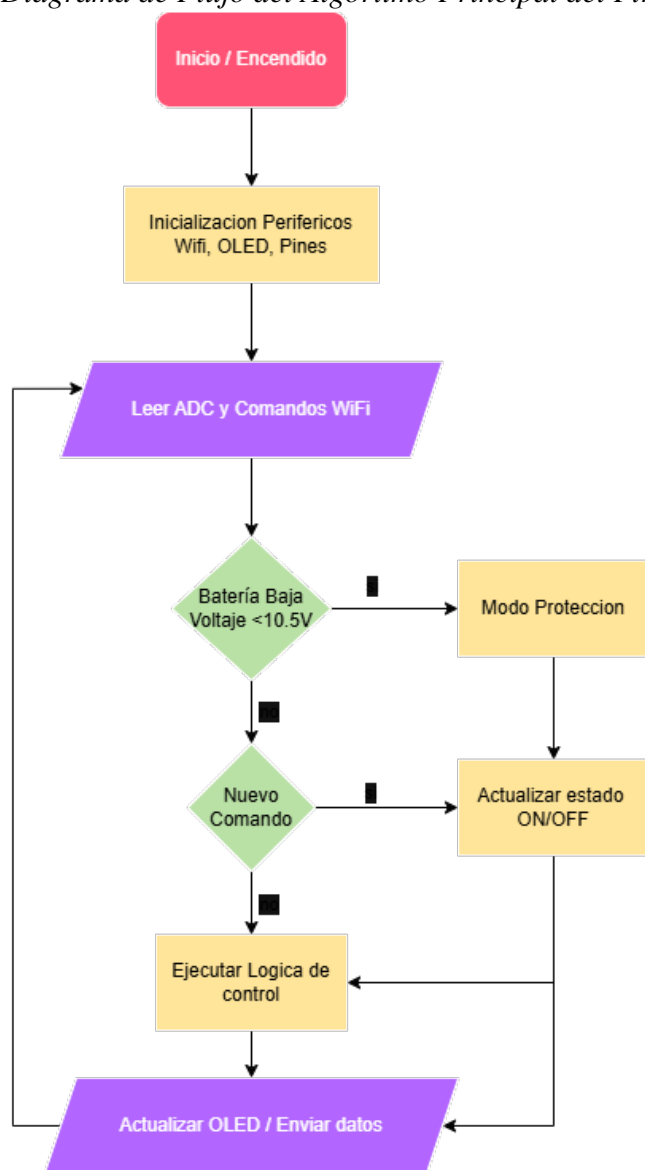 Diagrama de Flujo del Algoritmo Principal del
Inicio / Encendido
Inicializacion Perifericos
Wifi, OLED, Pines
Leer ADC y Comandos WiFi
Batería Baja
Voltaje <10.5V
Modo Proteccion
no
Nuevo
Comando
Actualizar estado
ON/OFF
no
Ejecutar Logica de
control
Actualizar OLED / Enviar datos